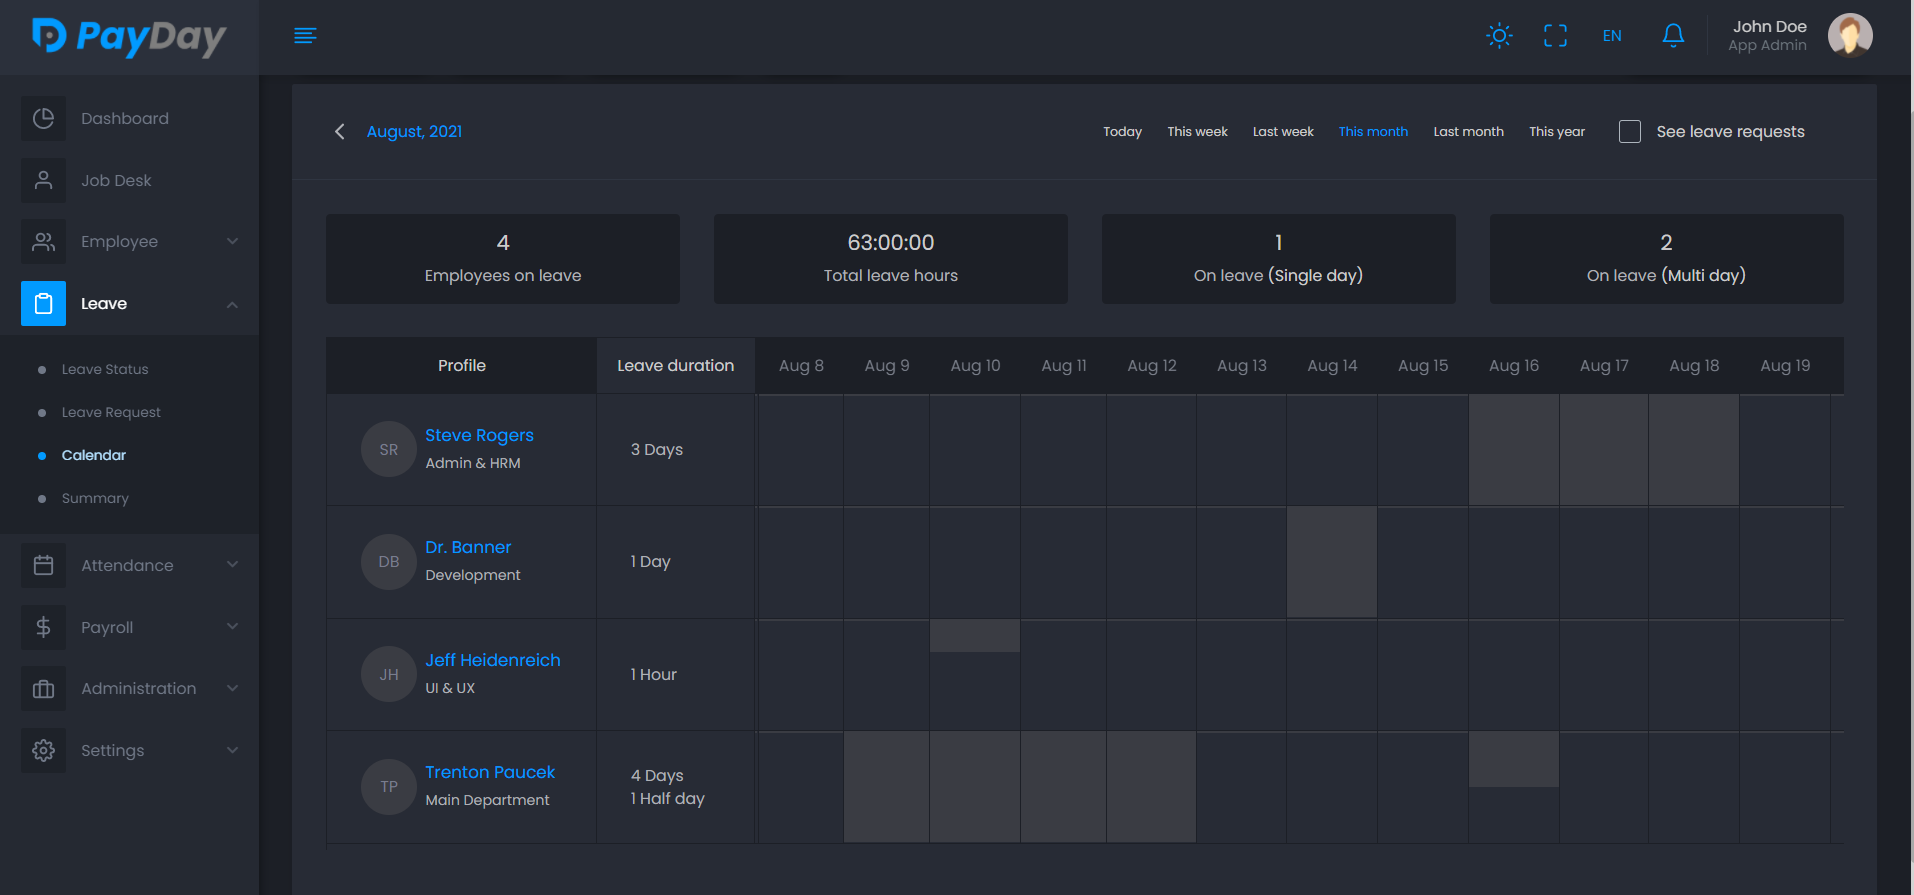 PayDay
EN
John Doe
App Admin
Dashboard
Job Desk
Employee
Leave
Leave Status
Leave Request
Calendar
Summary
Attendance
Payroll
Administration
Settings
August, 2021
Today This week Last week This month Last month This year See leave requests
4
Employees on leave
63:00:00
Total leave hours
1
On leave (Single day)
2
On leave (Multi day)
Profile Leave duration Aug 8 Aug 9 Aug 10 Aug 11 Aug 12 Aug 13 Aug 14 Aug 15 Aug 16 Aug 17 Aug 18 Aug 19
SR
Steve Rogers
Admin & HRM
3 Days
DB
Dr. Banner
Development
1 Day
JH
Jeff Heidenreich
UI & UX
1 Hour
TP
Trenton Paucek
Main Department
4 Days
1 Half day